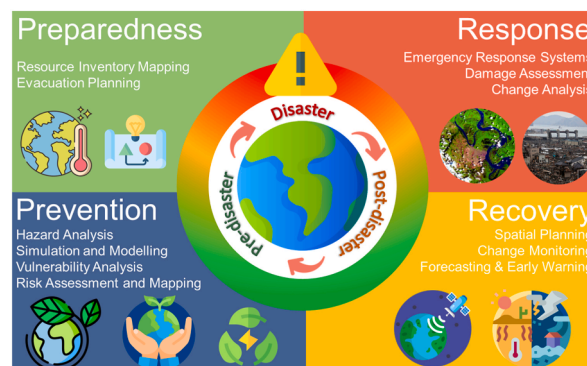 Preparedness
Resource Inventory Mapping
Evacuation Planning
Response
Emergency Response Systems
Damage Assessment
Change Analysis
Disaster
Post-disaster
Pre-disaster
Prevention
Hazard Analysis
Simulation and Modelling
Vulnerability Analysis
Risk Assessment and Mapping
Recovery
Spatial Planning
Change Monitoring
Forecasting & Early Warning